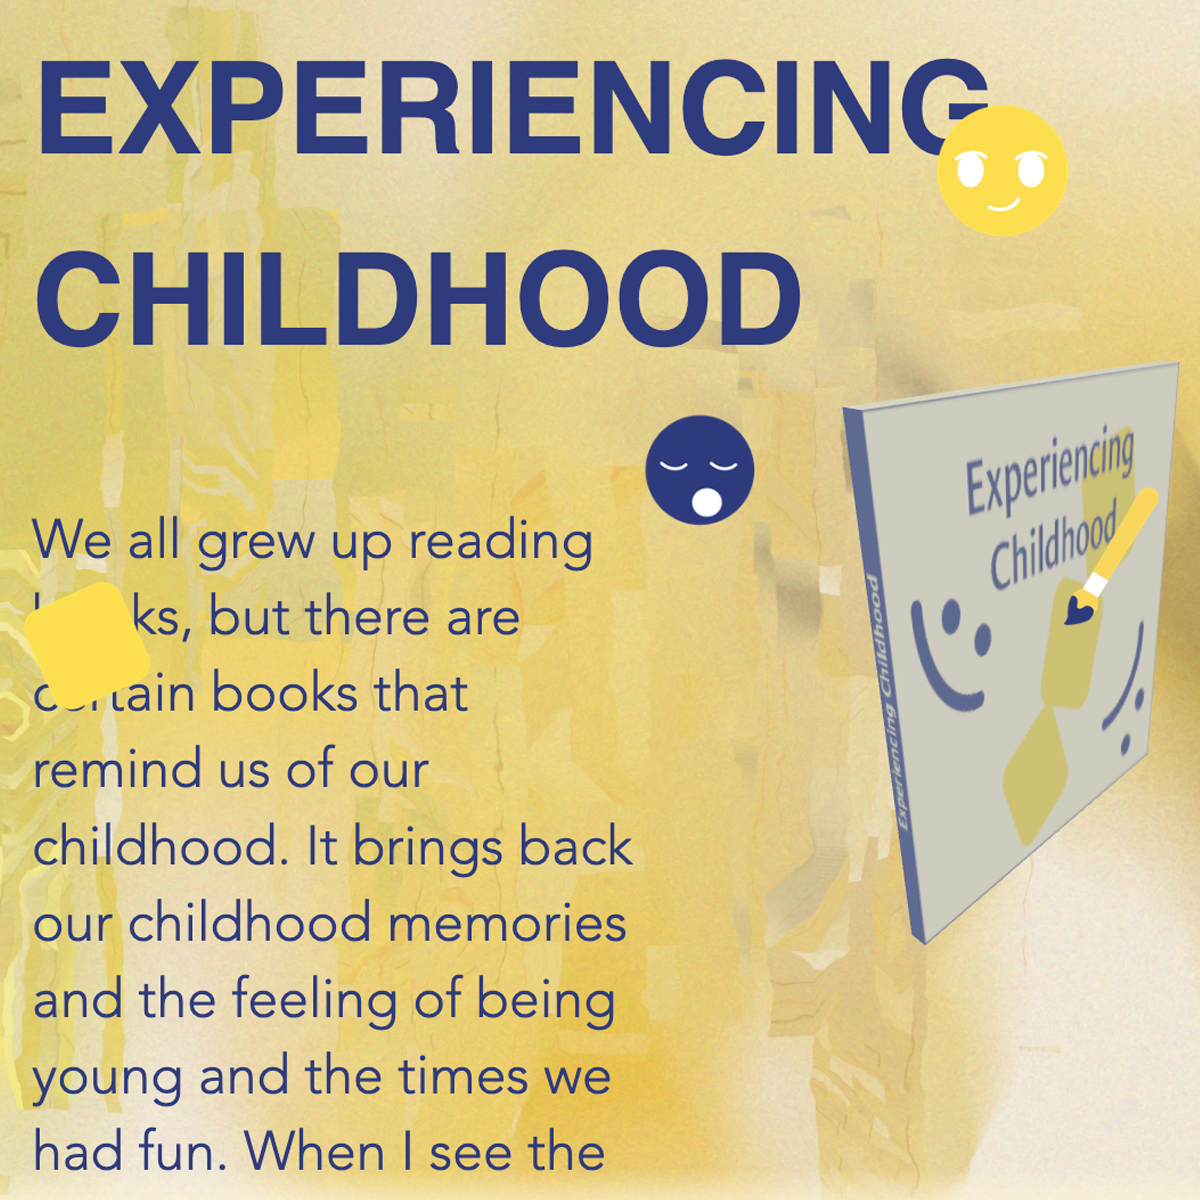 EXPERIENCING
CHILDHOOD
We all grew up reading
ks, but there are
certain books that
remind us of our
childhood. It brings back
our childhood memories
and the feeling of being
young and the times we
had fun. When I see the
Experiencing
Childhood
Experiencing Childhood